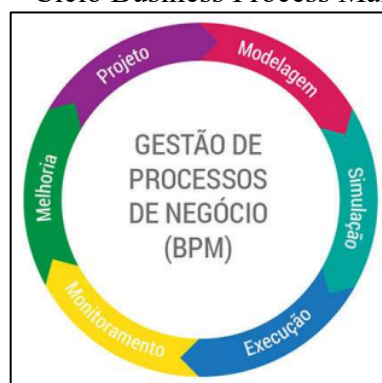 Ciclo Business Process
GESTÃO DE
PROCESSOS
DE NEGÓCIO
(BPM)
Projeto
Modelagem
Simulação
Execução
Monitoramento
Melhoria